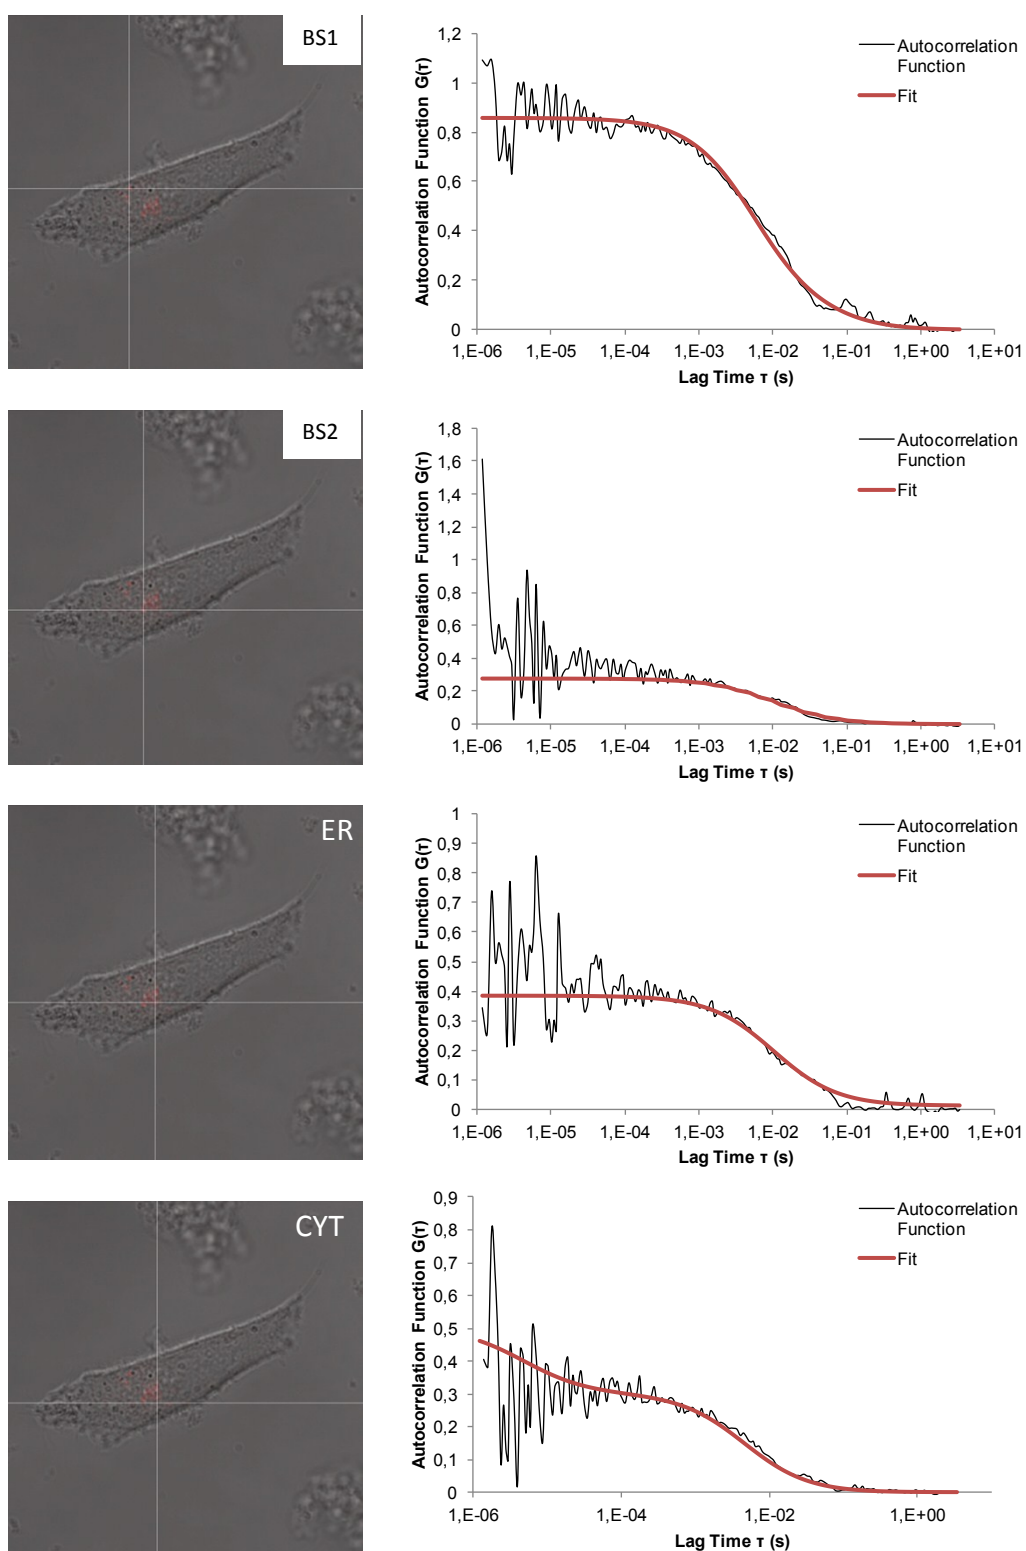 BS1
Autocorrelation Function G(τ)
1,2
1
0,8
0,6
0,4
0,2
0
1,E-06 1,E-05 1,E-04 1,E-03 1,E-02 1,E-01 1,E+00 1,E+01
Lag Time τ (s)
Autocorrelation
Function
Fit
BS2
Autocorrelation Function G(τ)
1,8
1,6
1,4
1,2
1
0,8
0,6
0,4
0,2
0
1,E-06 1,E-05 1,E-04 1,E-03 1,E-02 1,E-01 1,E+00 1,E+01
Lag Time τ (s)
Autocorrelation
Function
Fit
ER
Autocorrelation Function G(τ)
1
0,9
0,8
0,7
0,6
0,5
0,4
0,3
0,2
0,1
0
1,E-06 1,E-05 1,E-04 1,E-03 1,E-02 1,E-01 1,E+00 1,E+01
Lag Time τ (s)
Autocorrelation
Function
Fit
CYT
Autocorrelation Function G(τ)
0,9
0,8
0,7
0,6
0,5
0,4
0,3
0,2
0,1
0
1,E-06 1,E-04 1,E-02 1,E+00
Lag Time τ (s)
Autocorrelation
Function
Fit